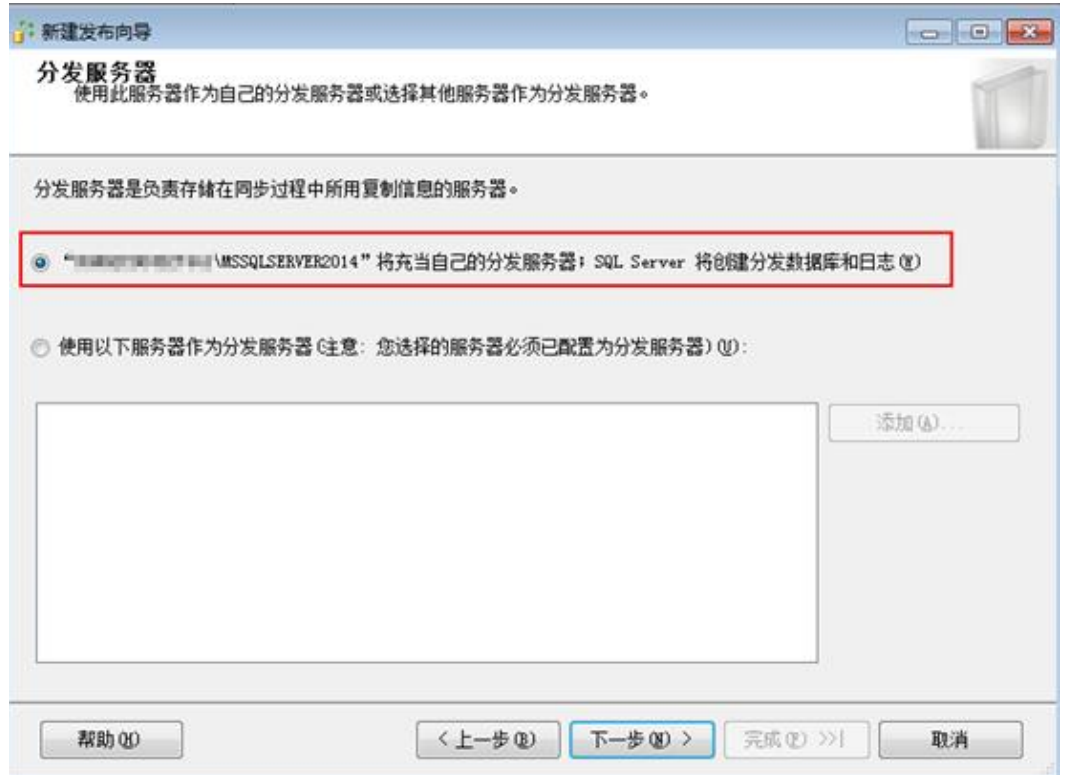 新建发布向导
分发服务器
使用此服务器作为自己的分发服务器或选择其他服务器作为分发服务器。
分发服务器是负责存储在同步过程中所用复制信息的服务器。
“\MSSQLSERVER2014”将充当自己的分发服务器；SQL Server 将创建分发数据库和日志(W)
使用以下服务器作为分发服务器(注意: 您选择的服务器必须已配置为分发服务器)(U):
添加(A)...
帮助(H)
< 上一步(B)
下一步(N) >
完成(F) >>|
取消